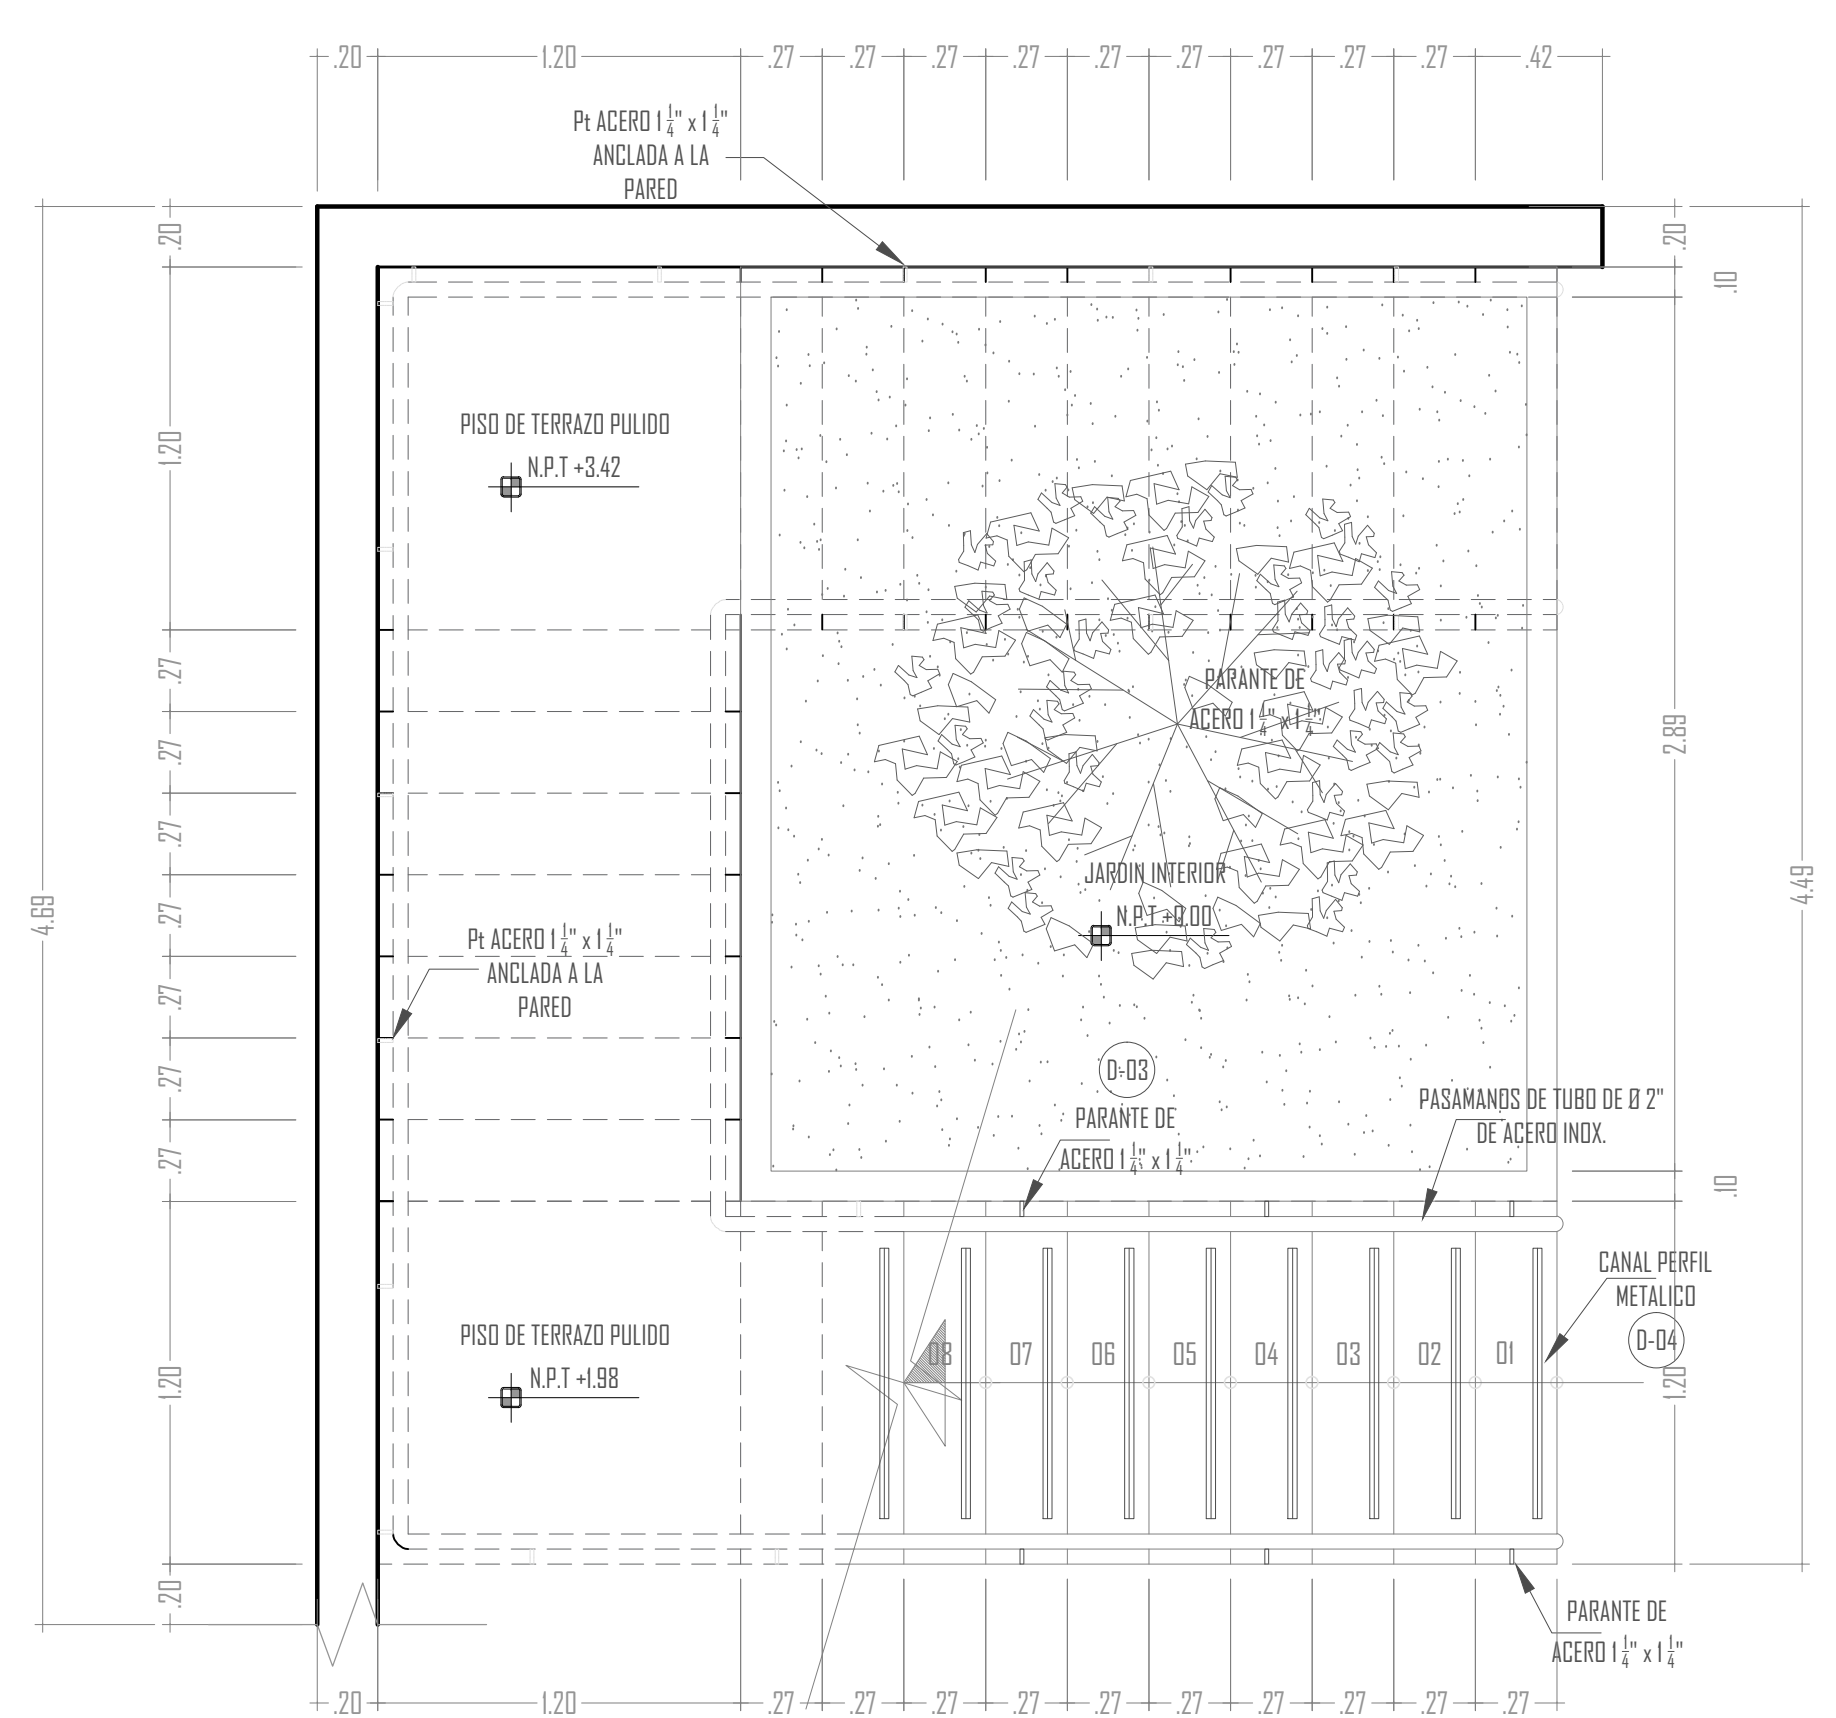 .20 1.20 .27 .27 .27 .27 .27 .27 .27 .27 .27 .42
Pt ACERO 1 1/4" x 1 1/4"
ANCLADA A LA
PARED
.20
.20
.10
1.20
PISO DE TERRAZO PULIDO
N.P.T +3.42
.27
.27
.27
.27
.27
.27
.27
PARANTE DE
ACERO 1 1/4" x 1 1/4"
2.89
4.69
4.49
JARDIN INTERIOR
N.P.T +0.00
Pt ACERO 1 1/4" x 1 1/4"
ANCLADA A LA
PARED
D-03
PARANTE DE
ACERO 1 1/4" x 1 1/4"
PASAMANOS DE TUBO DE Ø 2"
DE ACERO INOX.
.10
CANAL PERFIL
METALICO
D-04
PISO DE TERRAZO PULIDO
N.P.T +1.98
08 07 06 05 04 03 02 01
1.20
1.20
.20
PARANTE DE
ACERO 1 1/4" x 1 1/4"
.20 1.20 .27 .27 .27 .27 .27 .27 .27 .27 .27 .27